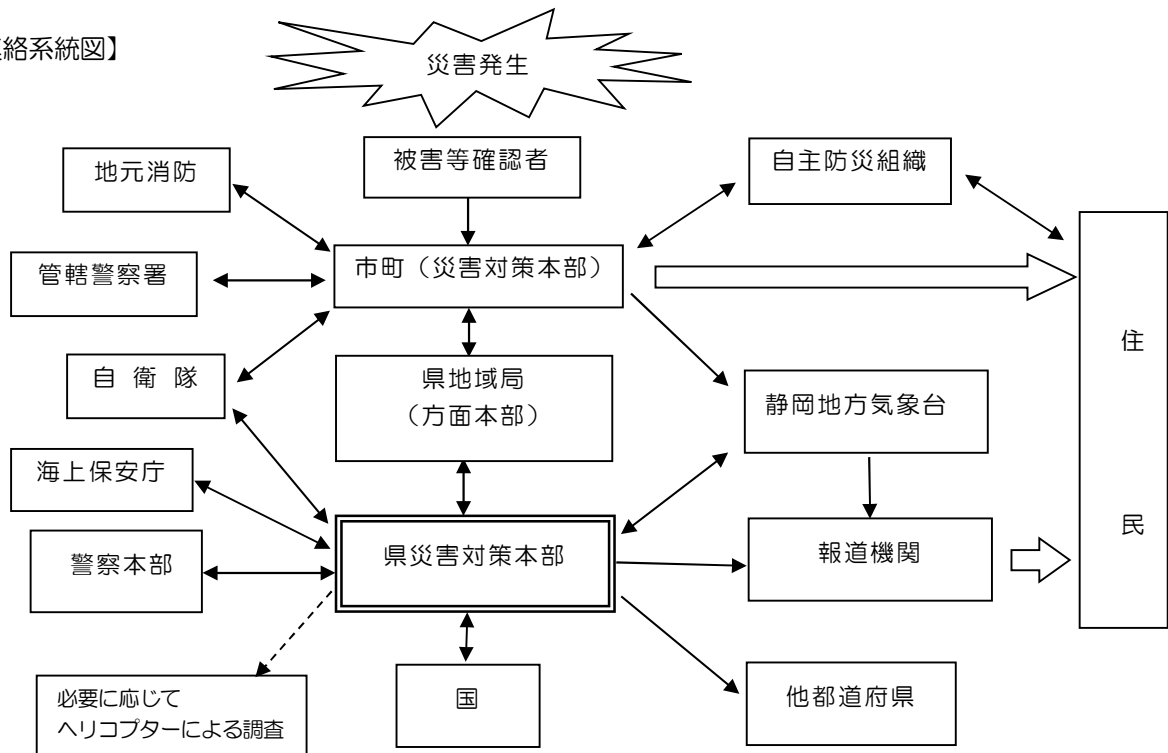 絡系統図】
災害発生
地元消防
被害等確認者
自主防災組織
管轄警察署
市町（災害対策本部）
住
民
自 衛 隊
県地域局
（方面本部）
静岡地方気象台
海上保安庁
警察本部
県災害対策本部
報道機関
必要に応じて
ヘリコプターによる調査
国
他都道府県